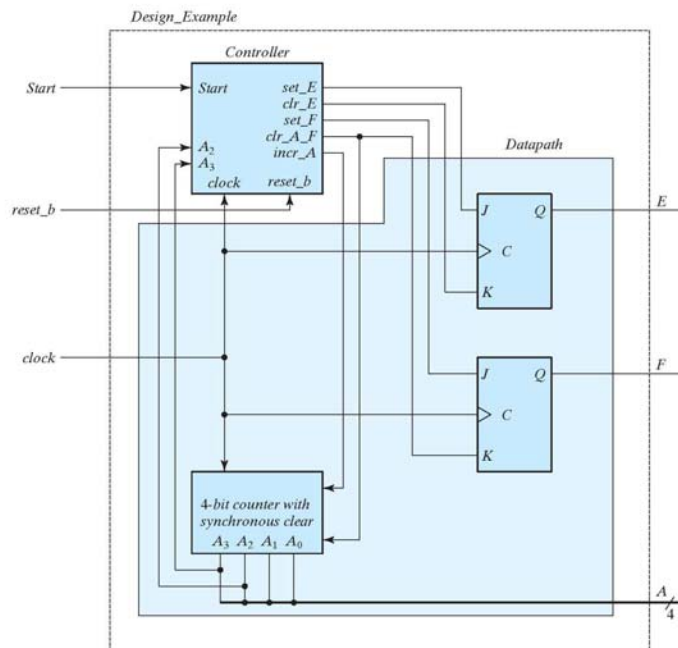 Design_Example
Controller
Start
Start
set_E
clr_E
set_F
clr_A_F
incr_A
A2
A3
clock
reset_b
reset_b
Datapath
J
Q
C
K
E
clock
J
Q
C
K
F
4-bit counter with
synchronous clear
A3 A2 A1 A0
A
4